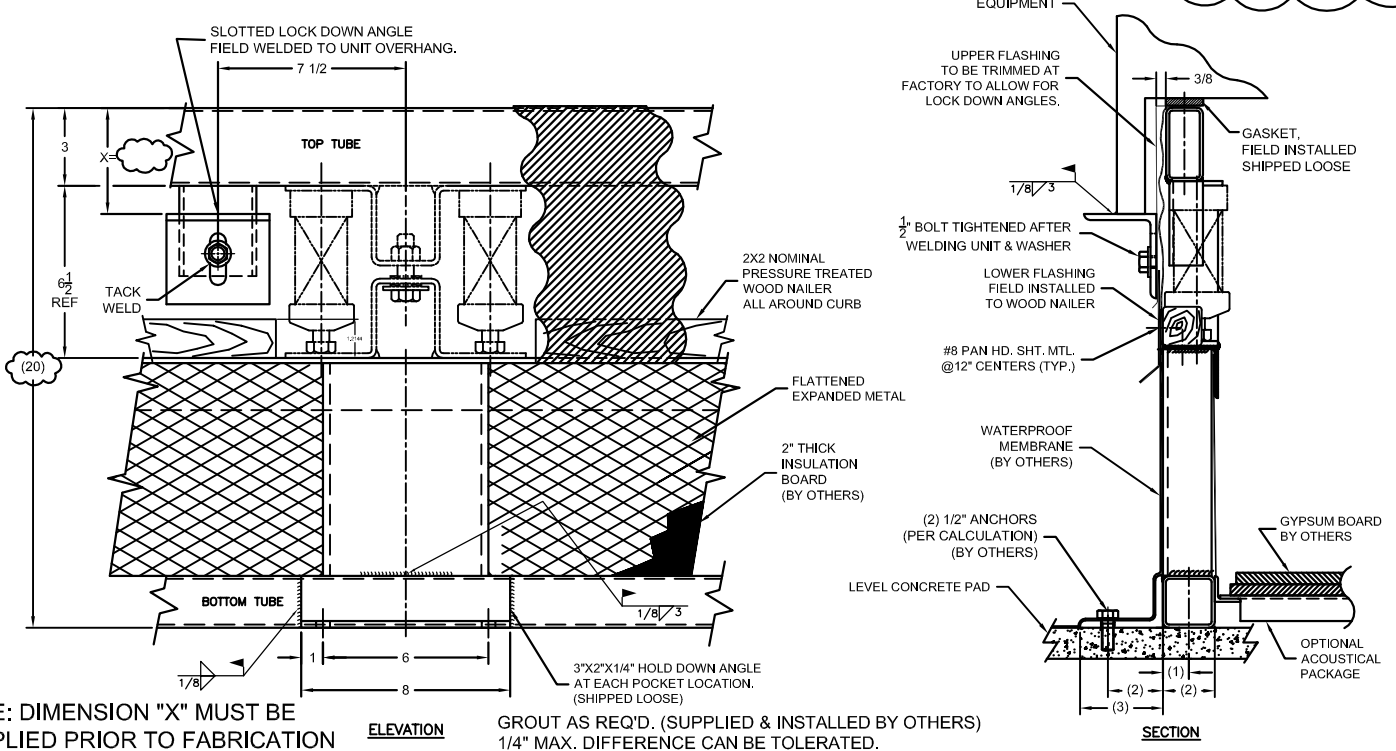 SLOTTED LOCK DOWN ANGLE
FIELD WELDED TO UNIT OVERHANG.
7 1/2
3
X=
TOP TUBE
6 1/2
REF
TACK
WELD
(20)
1.2144
2X2 NOMINAL
PRESSURE TREATED
WOOD NAILER
ALL AROUND CURB
FLATTENED
EXPANDED METAL
2" THICK
INSULATION
BOARD
(BY OTHERS)
BOTTOM TUBE
1/8 3
1/8
1
6
8
3"X2"X1/4" HOLD DOWN ANGLE
AT EACH POCKET LOCATION.
(SHIPPED LOOSE)
E: DIMENSION "X" MUST BE
PLIED PRIOR TO FABRICATION
ELEVATION
GROUT AS REQ'D. (SUPPLIED & INSTALLED BY OTHERS)
1/4" MAX. DIFFERENCE CAN BE TOLERATED.
EQUIPMENT
UPPER FLASHING
TO BE TRIMMED AT
FACTORY TO ALLOW FOR
LOCK DOWN ANGLES.
3/8
GASKET,
FIELD INSTALLED
SHIPPED LOOSE
1/8 3
1/2" BOLT TIGHTENED AFTER
WELDING UNIT & WASHER
LOWER FLASHING
FIELD INSTALLED
TO WOOD NAILER
#8 PAN HD. SHT. MTL.
@12" CENTERS (TYP.)
WATERPROOF
MEMBRANE
(BY OTHERS)
(2) 1/2" ANCHORS
(PER CALCULATION)
(BY OTHERS)
LEVEL CONCRETE PAD
GYPSUM BOARD
BY OTHERS
OPTIONAL
ACOUSTICAL
PACKAGE
(1)
(2)
(2)
(3)
SECTION